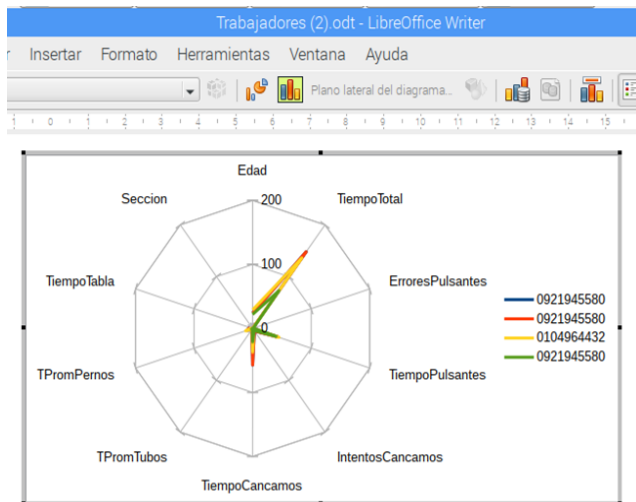 Trabajadores (2).odt - LibreOffice Writer
Insertar Formato Herramientas Ventana Ayuda
Plano lateral del diagrama...
1 0 1 2 3 4 5 6 7 8 9 10 11 12 13 14 15
Edad
Seccion 200 TiempoTotal
100
TiempoTabla ErroresPulsantes
0921945580
0 0921945580
0104964432
0921945580
TPromPernos TiempoPulsantes
TPromTubos IntentosCancamos
TiempoCancamos